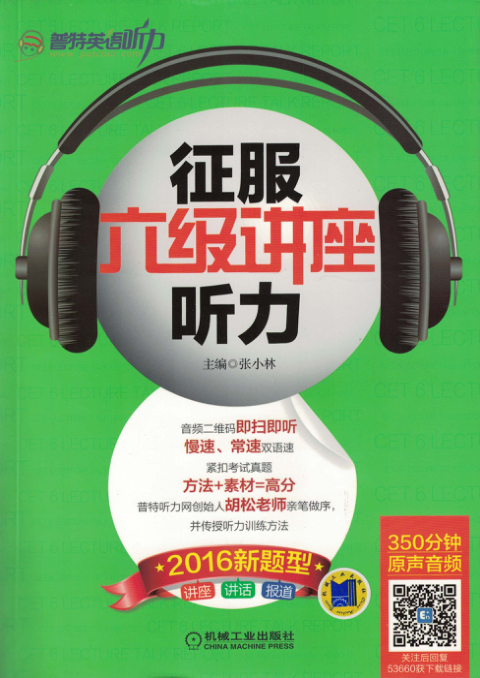 普特英语听力
征服
六级讲座
听力
主编◎张小林
音频二维码即扫即听
慢速、常速双语速
紧扣考试真题
方法+素材=高分
普特听力网创始人胡松老师亲笔做序，
并传授听力训练方法
★2016新题型★
讲座 讲话 报道
350分钟
原声音频
关注后回复
53660获下载链接
机械工业出版社
CHINA MACHINE PRESS